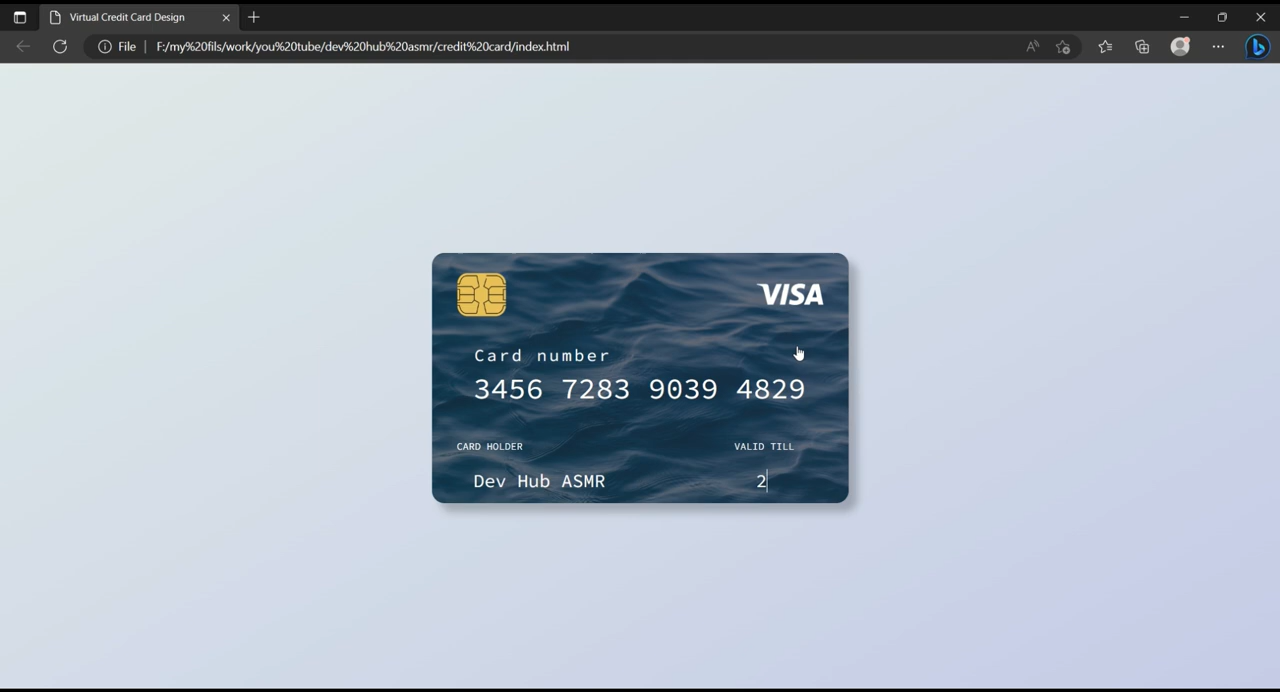 Virtual Credit Card Design
File
F:/my%20fils/work/you%20tube/dev%20hub%20asmr/credit%20card/index.html
VISA
Card number
3456 7283 9039 4829
CARD HOLDER
VALID TILL
Dev Hub ASMR
2